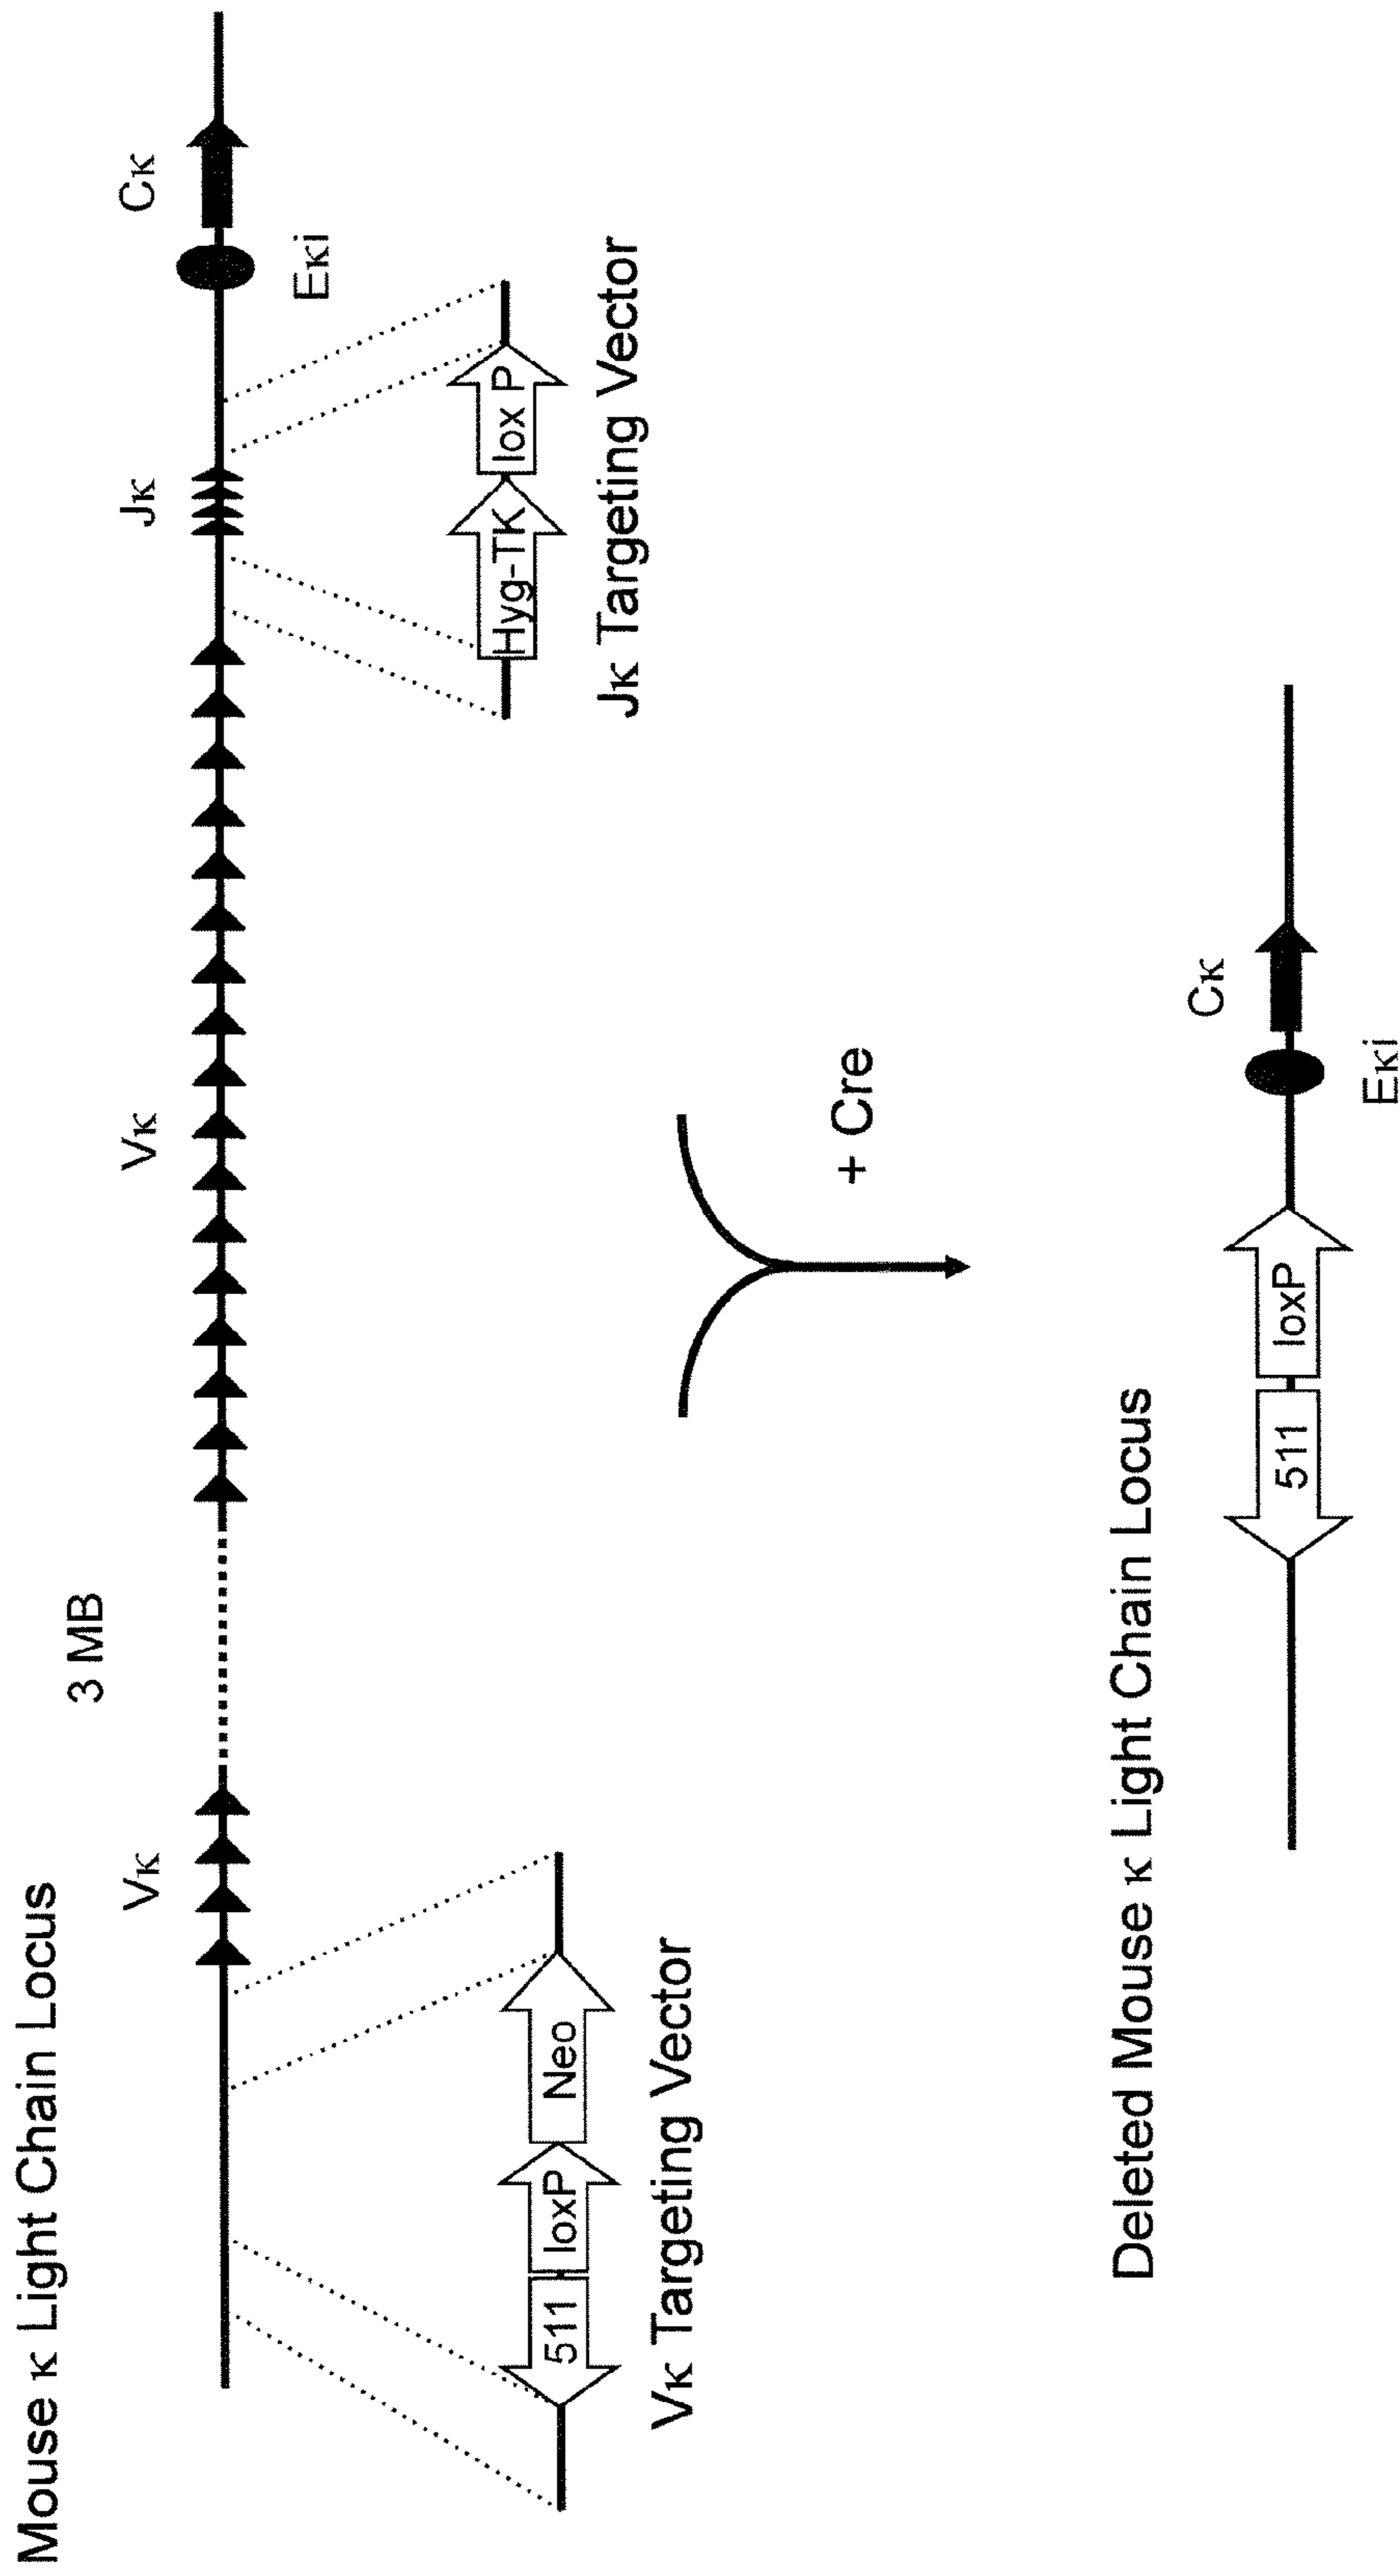 Mouse κ Light Chain Locus
3 MB
Vκ
Vκ
Jκ
Cκ
Eκi
511
loxP
Neo
Vκ Targeting Vector
Hyg-TK
lox P
Jκ Targeting Vector
+ Cre
Deleted Mouse κ Light Chain Locus
511
loxP
Cκ
Eκi